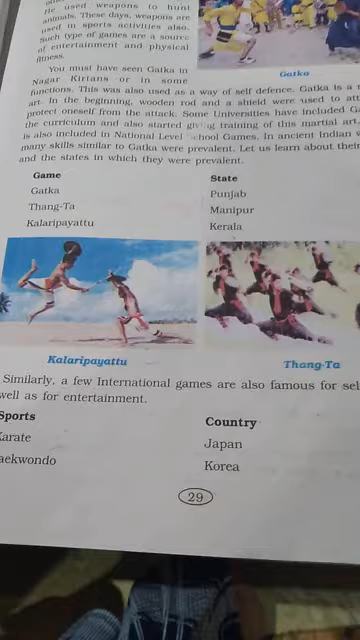 He used weapons to hunt
animals. These days, weapons are
used in sports activities also.
Such type of games are a source
of entertainment and physical
fitness.
Gatka
You must have seen Gatka in
Nagar Kirtans or in some
functions. This was also used as a way of self defence. Gatka is a
art. In the beginning, wooden rod and a shield were used to
protect oneself from the attack. Some Universities have included
the curriculum and also started giving training of this martial art.
is also included in National Level School Games. In ancient Indian
many skills similar to Gatka were prevalent. Let us learn about
and the states in which they were prevalent.
Game State
Gatka Punjab
Thang-Ta Manipur
Kalaripayattu Kerala
Kalaripayattu Thang-Ta
Similarly, a few International games are also famous for
well as for entertainment.
Sports Country
Karate Japan
aekwondo Korea
29